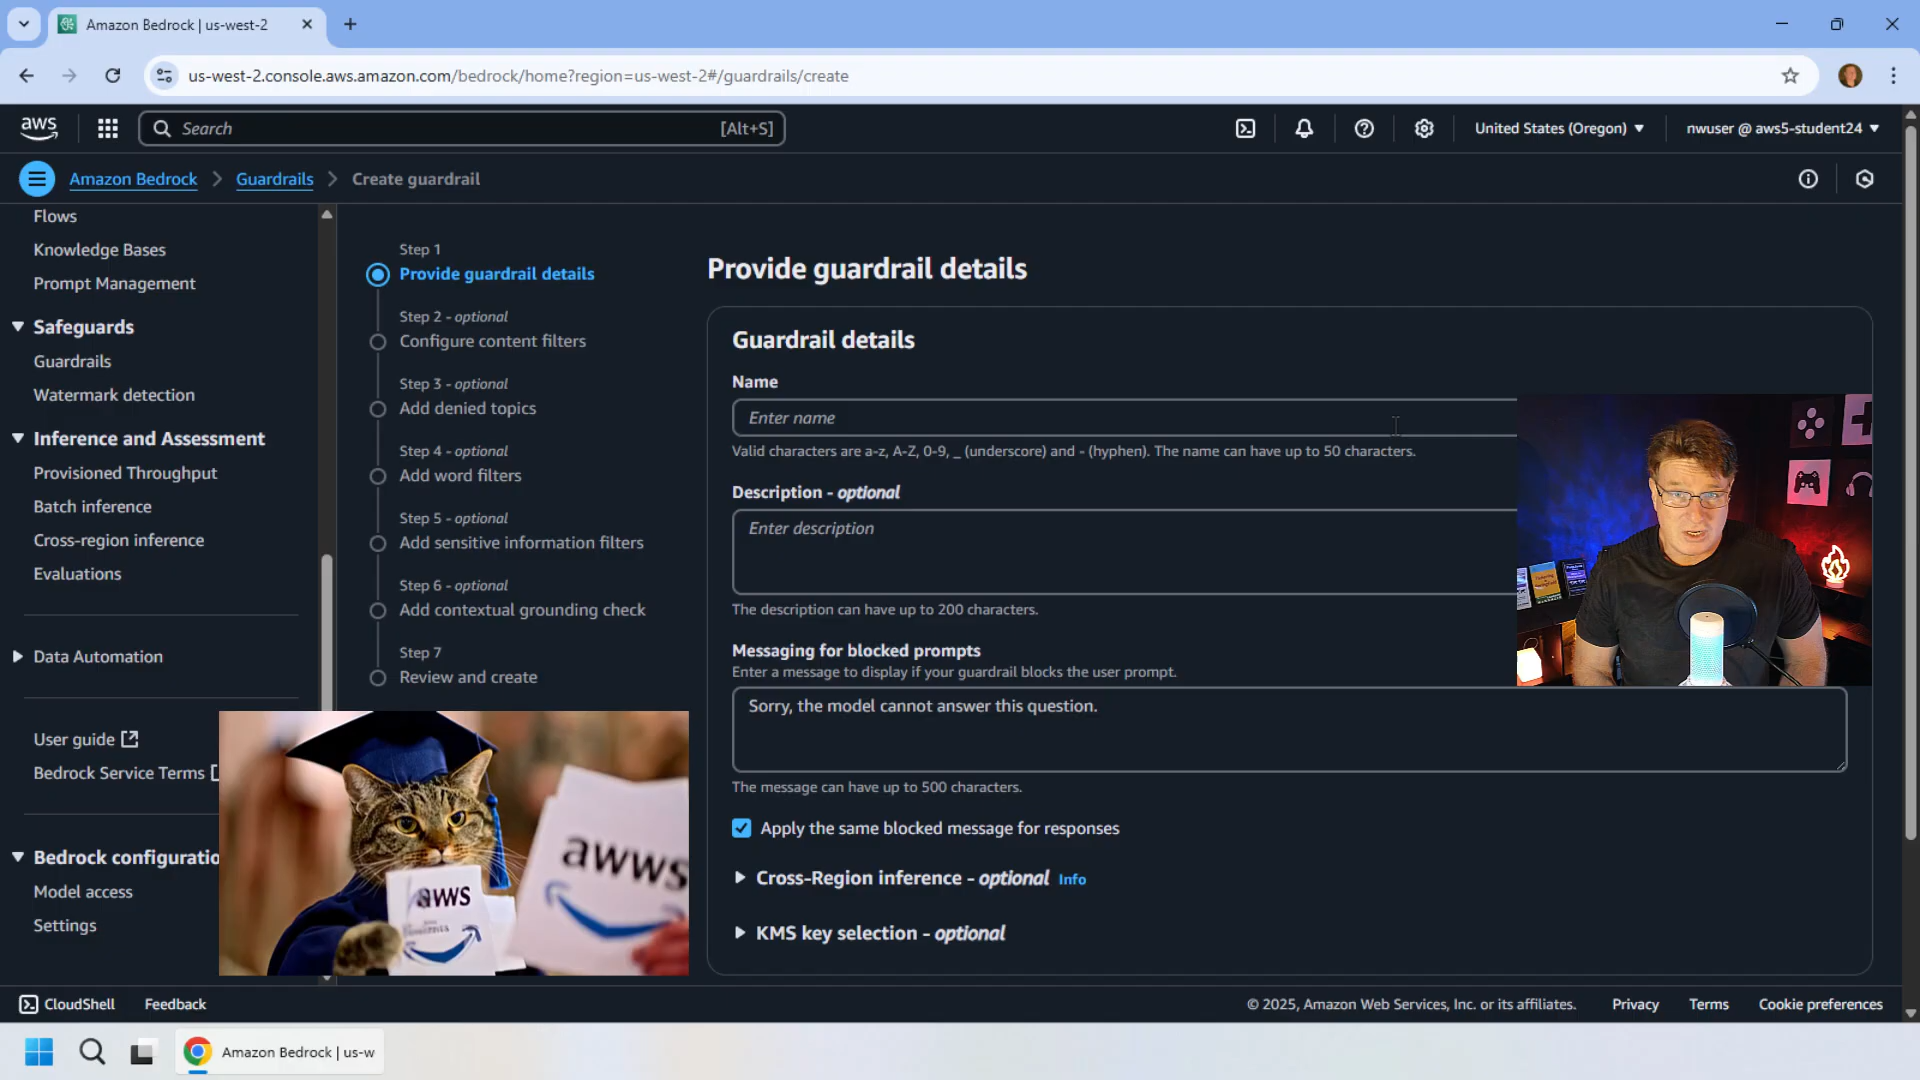 Amazon Bedrock | us-west-2
us-west-2.console.aws.amazon.com/bedrock/home?region=us-west-2#/guardrails/create
aws
Search
[Alt+S]
United States (Oregon)
nwuser @ aws5-student24
Amazon Bedrock
Guardrails
Create guardrail
Flows
Knowledge Bases
Prompt Management
Safeguards
Guardrails
Watermark detection
Inference and Assessment
Provisioned Throughput
Batch inference
Cross-region inference
Evaluations
Data Automation
User guide
Bedrock Service Terms
Bedrock configuratio
Model access
Settings
Step 1
Provide guardrail details
Step 2 - optional
Configure content filters
Step 3 - optional
Add denied topics
Step 4 - optional
Add word filters
Step 5 - optional
Add sensitive information filters
Step 6 - optional
Add contextual grounding check
Step 7
Review and create
aws
awws
Provide guardrail details
Guardrail details
Name
Enter name
Valid characters are a-z, A-Z, 0-9, _ (underscore) and - (hyphen). The name can have up to 50 characters.
Description - optional
Enter description
The description can have up to 200 characters.
Messaging for blocked prompts
Enter a message to display if your guardrail blocks the user prompt.
Sorry, the model cannot answer this question.
The message can have up to 500 characters.
Apply the same blocked message for responses
Cross-Region inference - optional Info
KMS key selection - optional
CloudShell
Feedback
© 2025, Amazon Web Services, Inc. or its affiliates.
Privacy
Terms
Cookie preferences
Amazon Bedrock | us-w